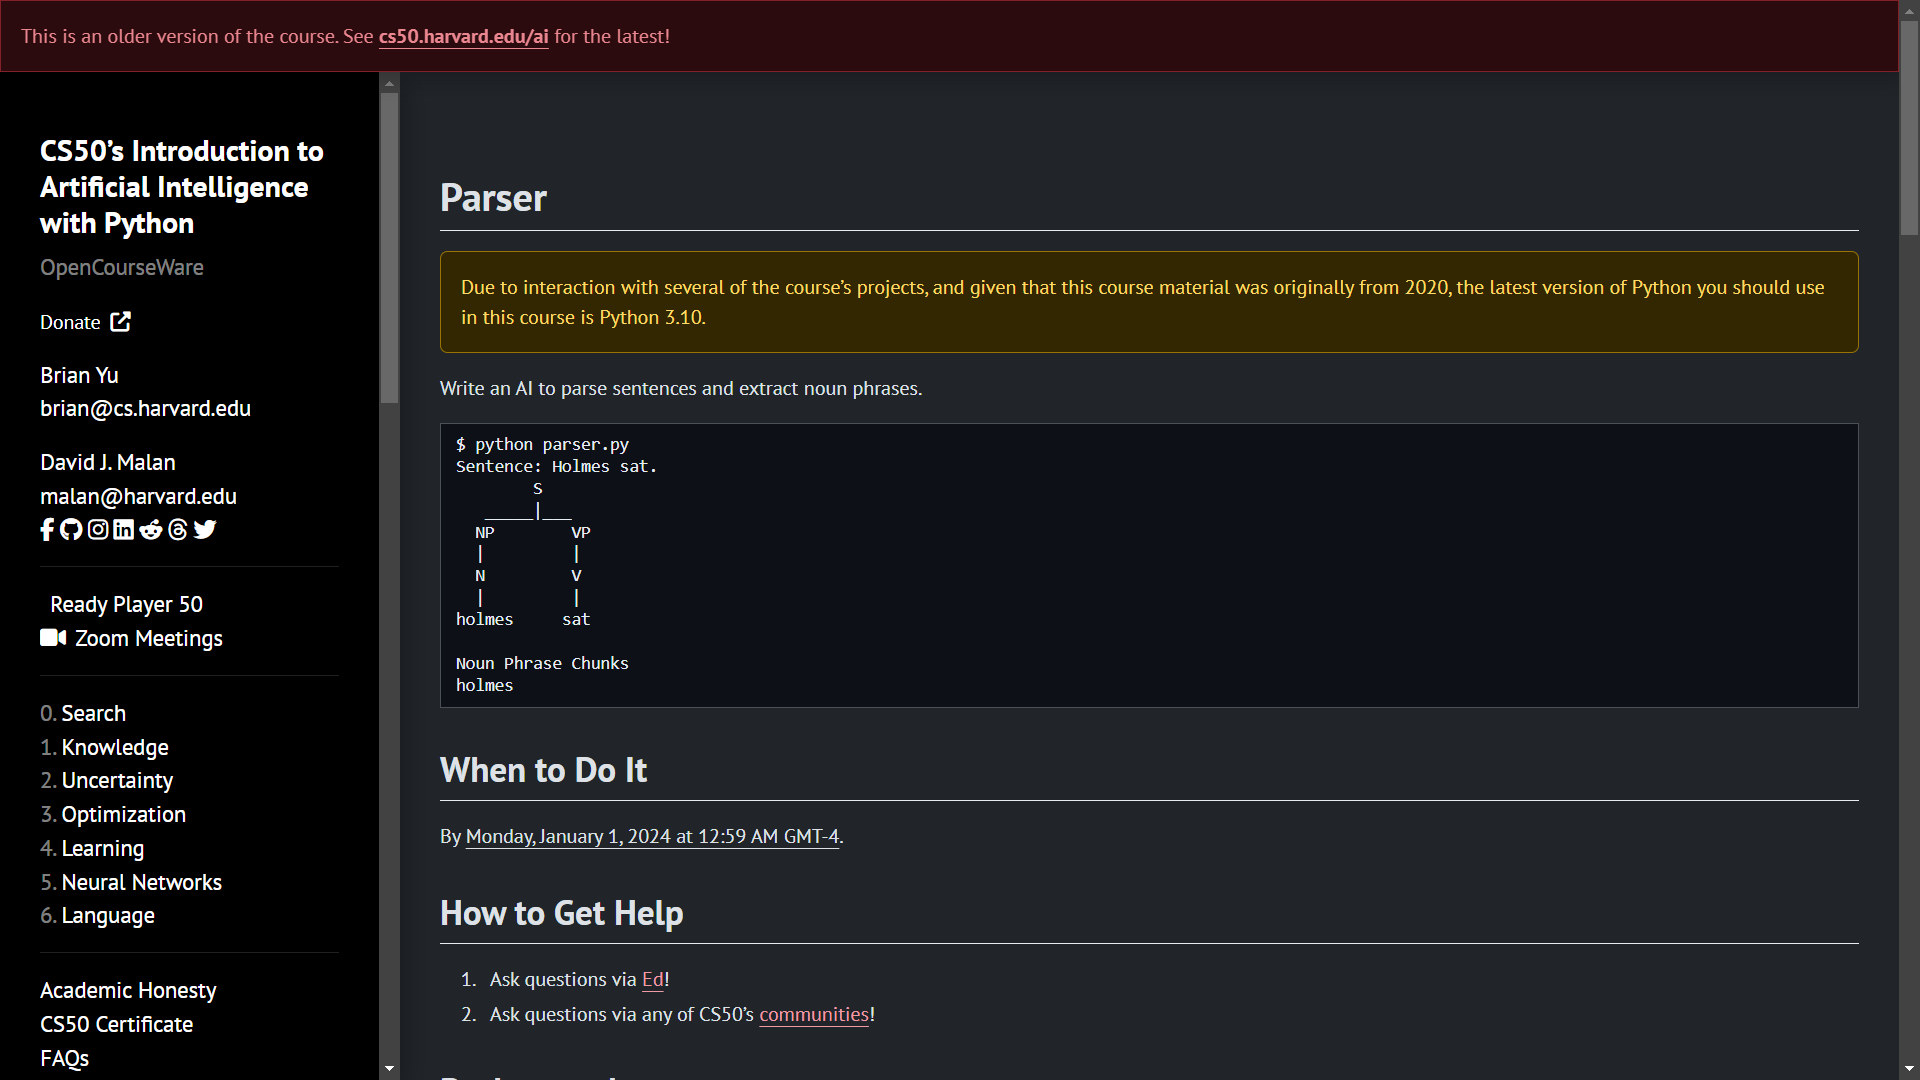 This is an older version of the course. See cs50.harvard.edu/ai for the latest!
CS50’s Introduction to
Artificial Intelligence
with Python
OpenCourseWare
Donate
Brian Yu
brian@cs.harvard.edu
David J. Malan
malan@harvard.edu
Ready Player 50
Zoom Meetings
0. Search
1. Knowledge
2. Uncertainty
3. Optimization
4. Learning
5. Neural Networks
6. Language
Academic Honesty
CS50 Certificate
FAQs
Parser
Due to interaction with several of the course’s projects, and given that this course material was originally from 2020, the latest version of Python you should use
in this course is Python 3.10.
Write an AI to parse sentences and extract noun phrases.
$ python parser.py
Sentence: Holmes sat.
S
_____|___
NP VP
| |
N V
| |
holmes sat
Noun Phrase Chunks
holmes
When to Do It
By Monday, January 1, 2024 at 12:59 AM GMT-4.
How to Get Help
1. Ask questions via Ed!
2. Ask questions via any of CS50’s communities!